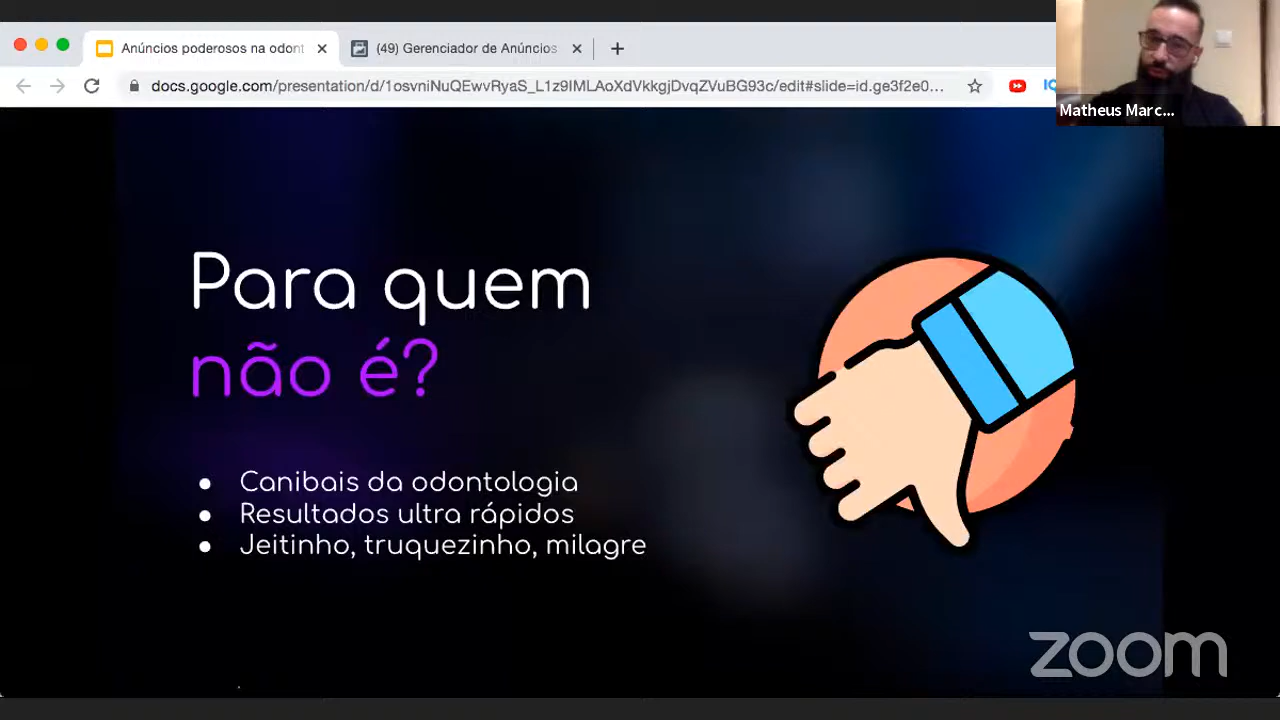 Anúncios poderosos na odont
(49) Gerenciador de Anúncios
docs.google.com/presentation/d/1osvniNuQEwvRyaS_L1z9IMLAoXdVkkgjDvqZVuBG93c/edit#slide=id.ge3f2e0...
Matheus Marc...
Para quem
não é?
● Canibais da odontologia
● Resultados ultra rápidos
● Jeitinho, truquezinho, milagre
zoom